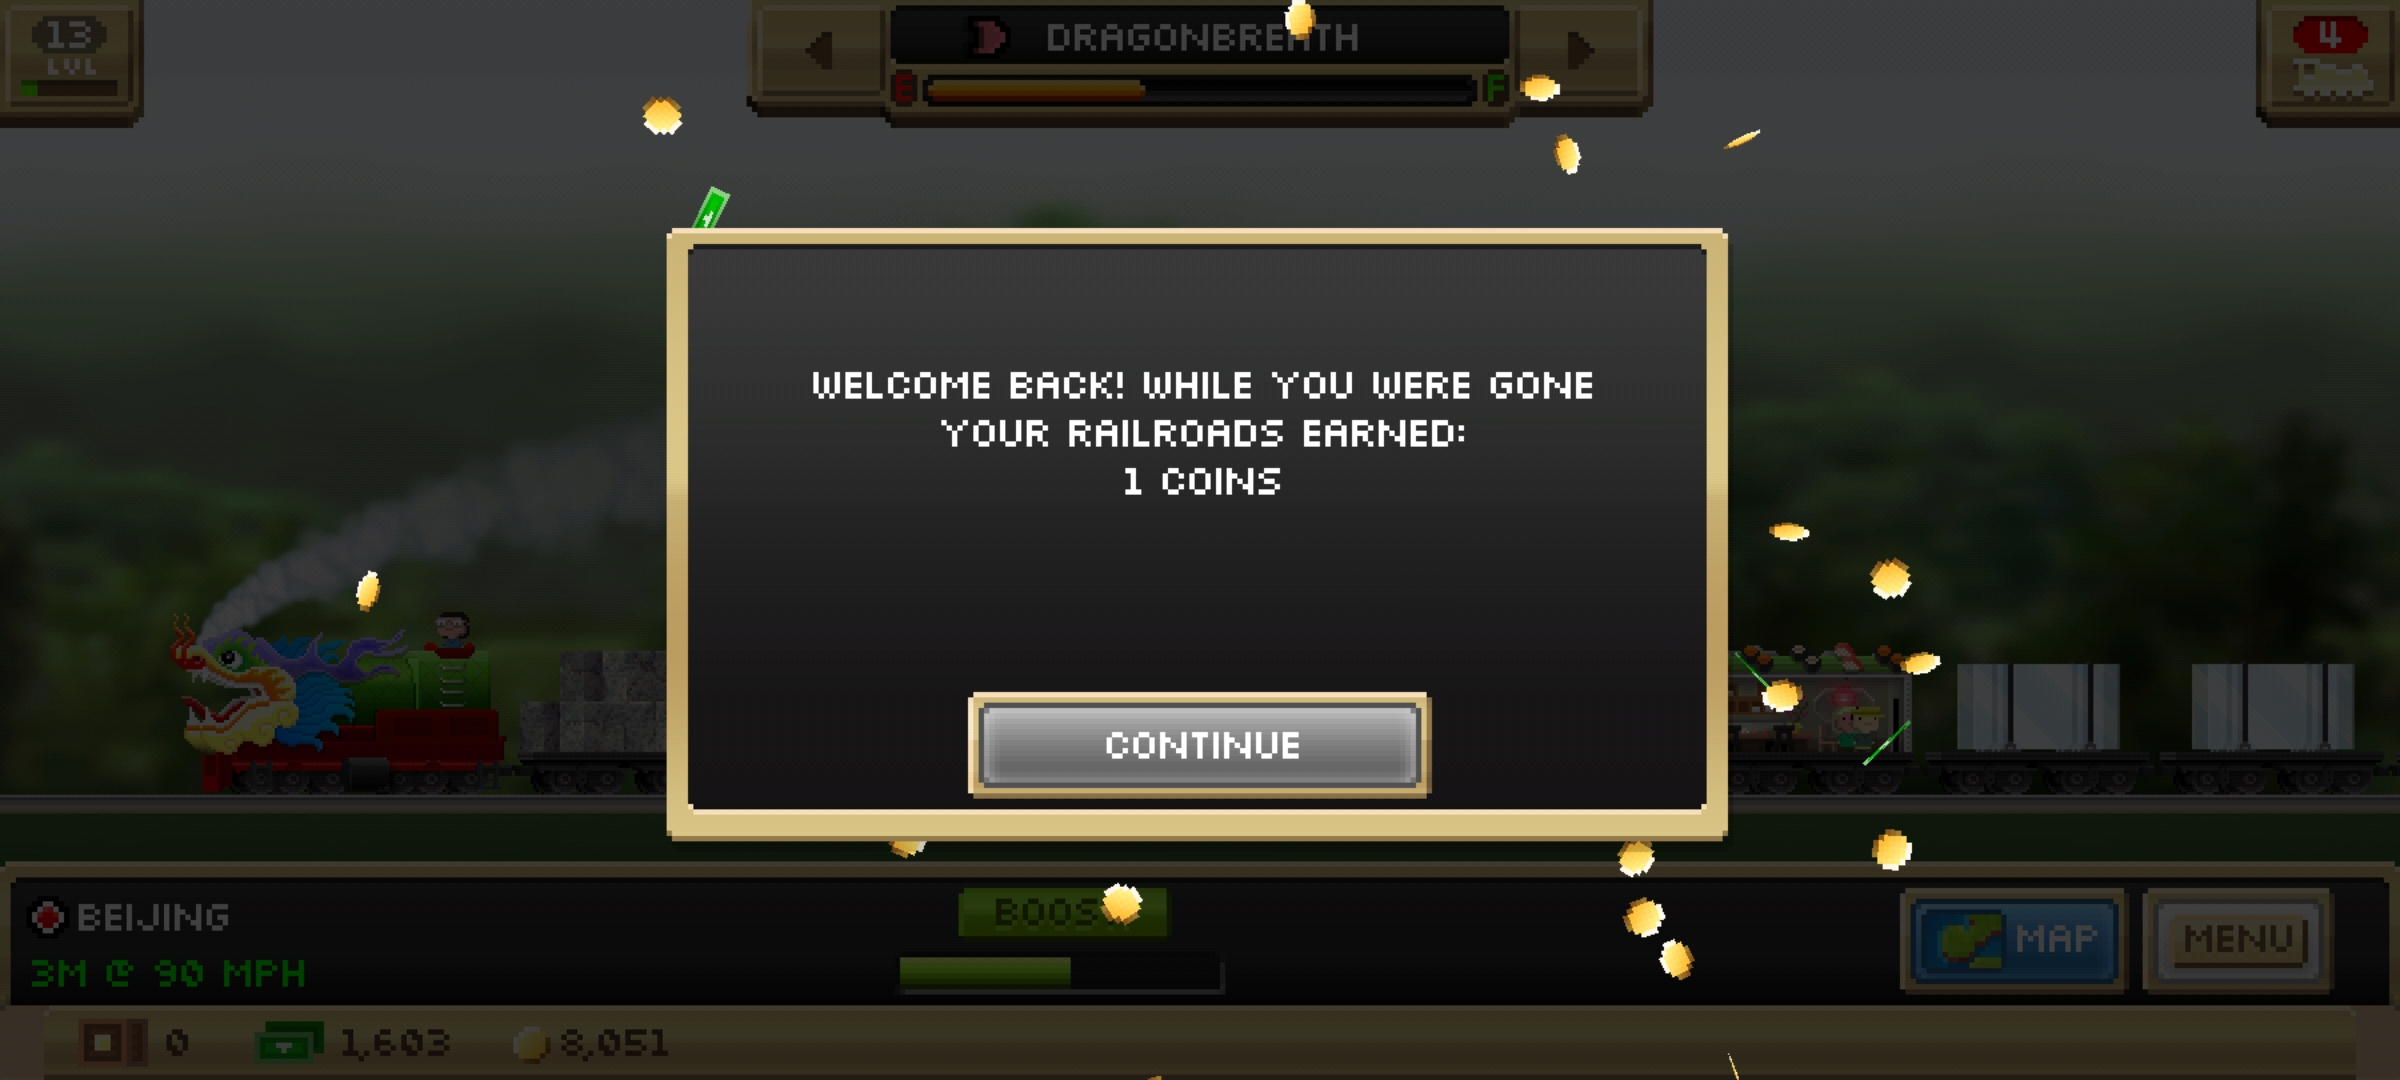 13
LVL
DRAGONBREATH
E
F
4
WELCOME BACK! WHILE YOU WERE GONE
YOUR RAILROADS EARNED:
1 COINS
CONTINUE
BEIJING
3M @ 90 MPH
BOOST
MAP
MENU
0
1,603
8,051